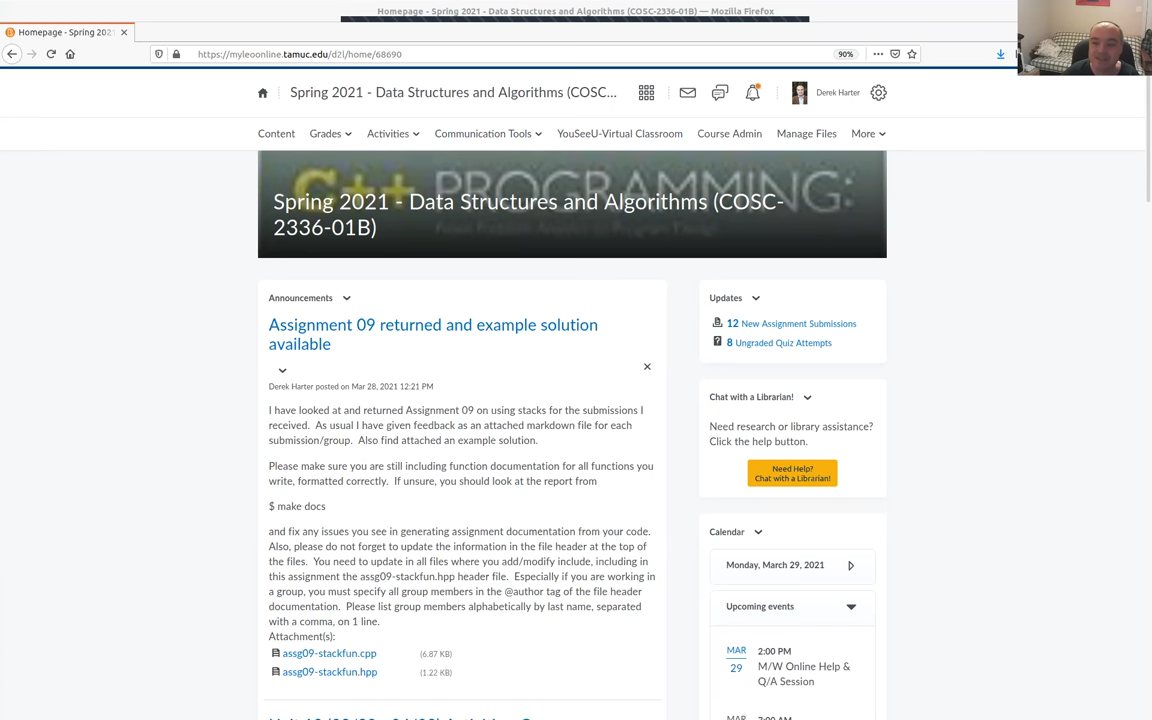 Homepage - Spring 2021 - Data Structures and Algorithms (COSC-2336-01B) — Mozilla Firefox
Homepage - Spring 2021
https://myleoonline.tamuc.edu/d2l/home/68690
90%
Spring 2021 - Data Structures and Algorithms (COSC...
Derek Harter
Content
Grades
Activities
Communication Tools
YouSeeU-Virtual Classroom
Course Admin
Manage Files
More
C++ PROGRAMMING:
Spring 2021 - Data Structures and Algorithms (COSC-
2336-01B)
Announcements
Assignment 09 returned and example solution
available
Derek Harter posted on Mar 28, 2021 12:21 PM
I have looked at and returned Assignment 09 on using stacks for the submissions I
received. As usual I have given feedback as an attached markdown file for each
submission/group. Also find attached an example solution.
Please make sure you are still including function documentation for all functions you
write, formatted correctly. If unsure, you should look at the report from
$ make docs
and fix any issues you see in generating assignment documentation from your code.
Also, please do not forget to update the information in the file header at the top of
the files. You need to update in all files where you add/modify include, including in
this assignment the assg09-stackfun.hpp header file. Especially if you are working in
a group, you must specify all group members in the @author tag of the file header
documentation. Please list group members alphabetically by last name, separated
with a comma, on 1 line.
Attachment(s):
assg09-stackfun.cpp (6.87 KB)
assg09-stackfun.hpp (1.22 KB)
Updates
12 New Assignment Submissions
8 Ungraded Quiz Attempts
Chat with a Librarian!
Need research or library assistance?
Click the help button.
Need Help?
Chat with a Librarian!
Calendar
Monday, March 29, 2021
Upcoming events
MAR
29
2:00 PM
M/W Online Help &
Q/A Session